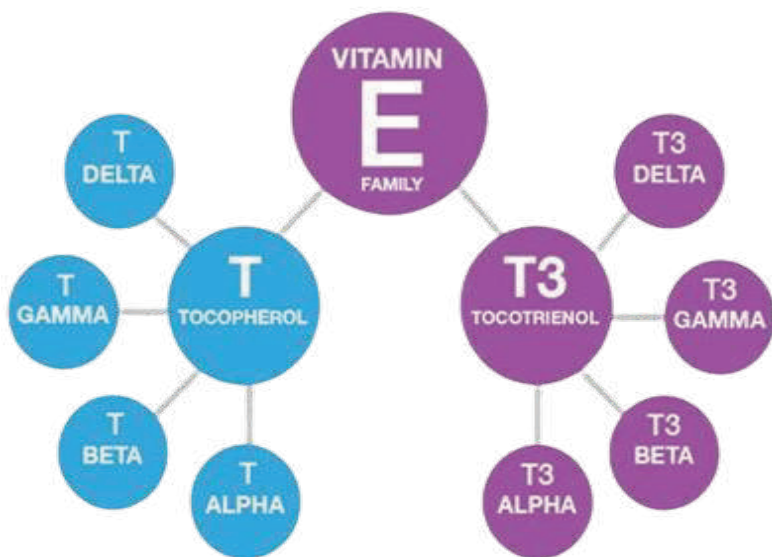 VITAMIN
E
FAMILY
T
DELTA
T
GAMMA
T
BETA
T
ALPHA
T
TOCOPHEROL
T3
TOCOTRIENOL
T3
DELTA
T3
GAMMA
T3
BETA
T3
ALPHA